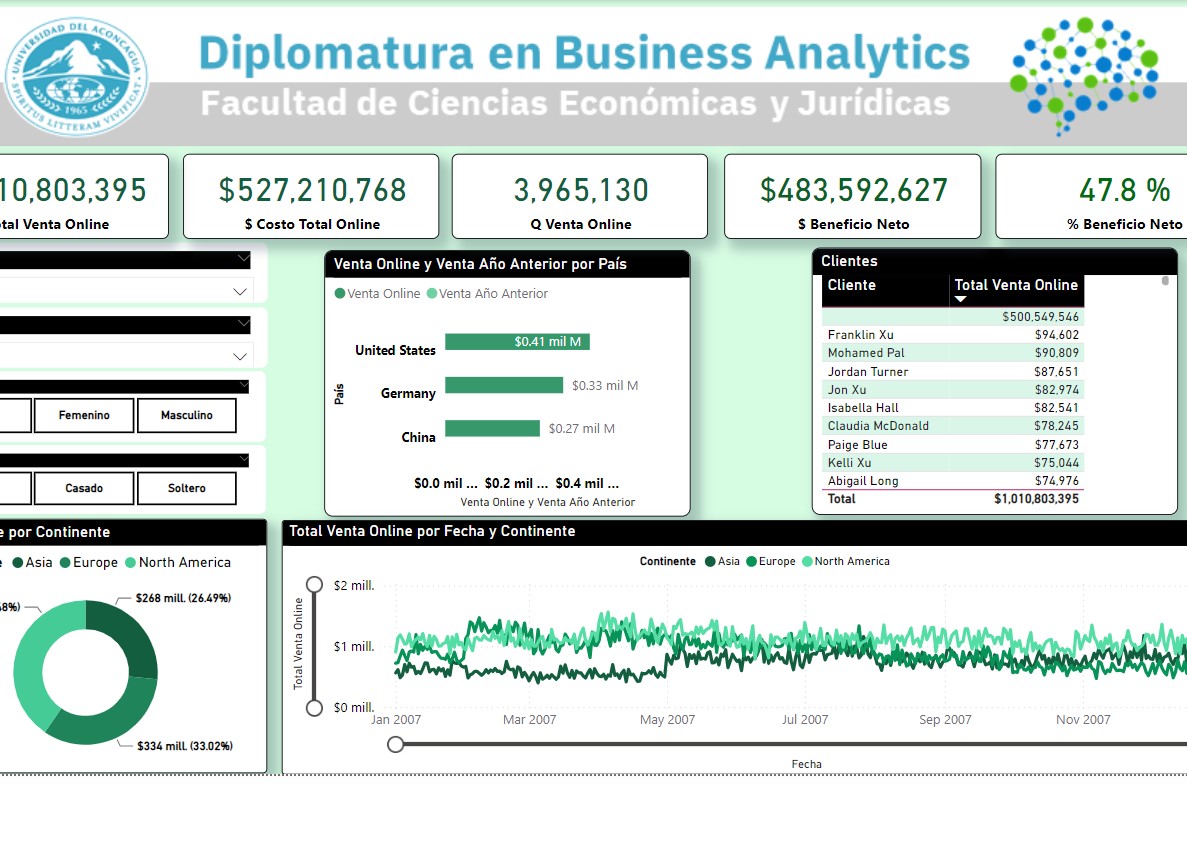 UNIVERSIDAD DEL ACONCAGUA
1965
SPIRITUS LITTERAM VIVIFICAT
Diplomatura en Business Analytics
Facultad de Ciencias Económicas y Jurídicas
10,803,395
tal Venta Online
$527,210,768
$ Costo Total Online
3,965,130
Q Venta Online
$483,592,627
$ Beneficio Neto
47.8 %
% Beneficio Neto
Femenino
Masculino
Casado
Soltero
Venta Online y Venta Año Anterior por País
Venta Online
Venta Año Anterior
País
United States
$0.41 mil M
Germany
$0.33 mil M
China
$0.27 mil M
$0.0 mil ... $0.2 mil ... $0.4 mil ...
Venta Online y Venta Año Anterior
Clientes
Cliente Total Venta Online
$500,549,546
Franklin Xu $94,602
Mohamed Pal $90,809
Jordan Turner $87,651
Jon Xu $82,974
Isabella Hall $82,541
Claudia McDonald $78,245
Paige Blue $77,673
Kelli Xu $75,044
Abigail Long $74,976
Total $1,010,803,395
e por Continente
e Asia Europe North America
8%)
$268 mill. (26.49%)
$334 mill. (33.02%)
Total Venta Online por Fecha y Continente
Continente Asia Europe North America
Total Venta Online
$2 mill.
$1 mill.
$0 mill.
Jan 2007 Mar 2007 May 2007 Jul 2007 Sep 2007 Nov 2007
Fecha